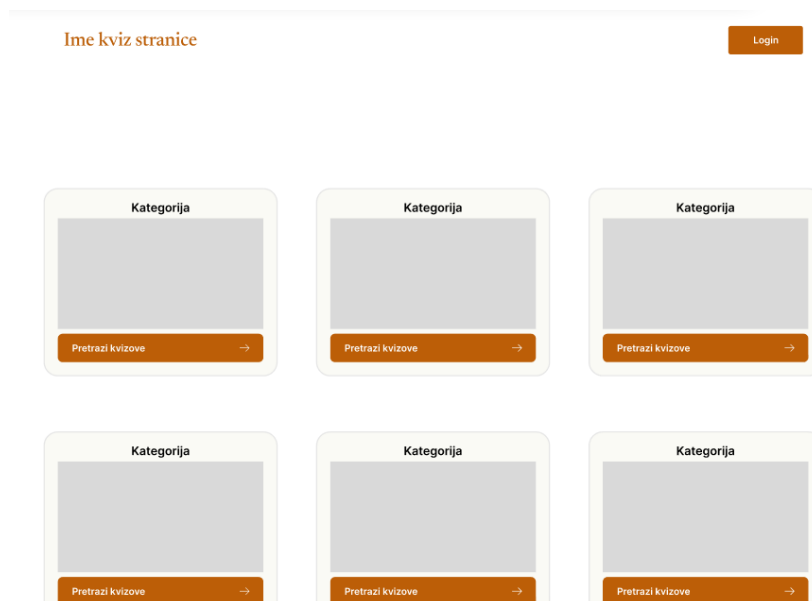 Ime kviz stranice
Login
Kategorija
Kategorija
Kategorija
Pretrazi kvizove →
Pretrazi kvizove →
Pretrazi kvizove →
Kategorija
Kategorija
Kategorija
Pretrazi kvizove →
Pretrazi kvizove →
Pretrazi kvizove →